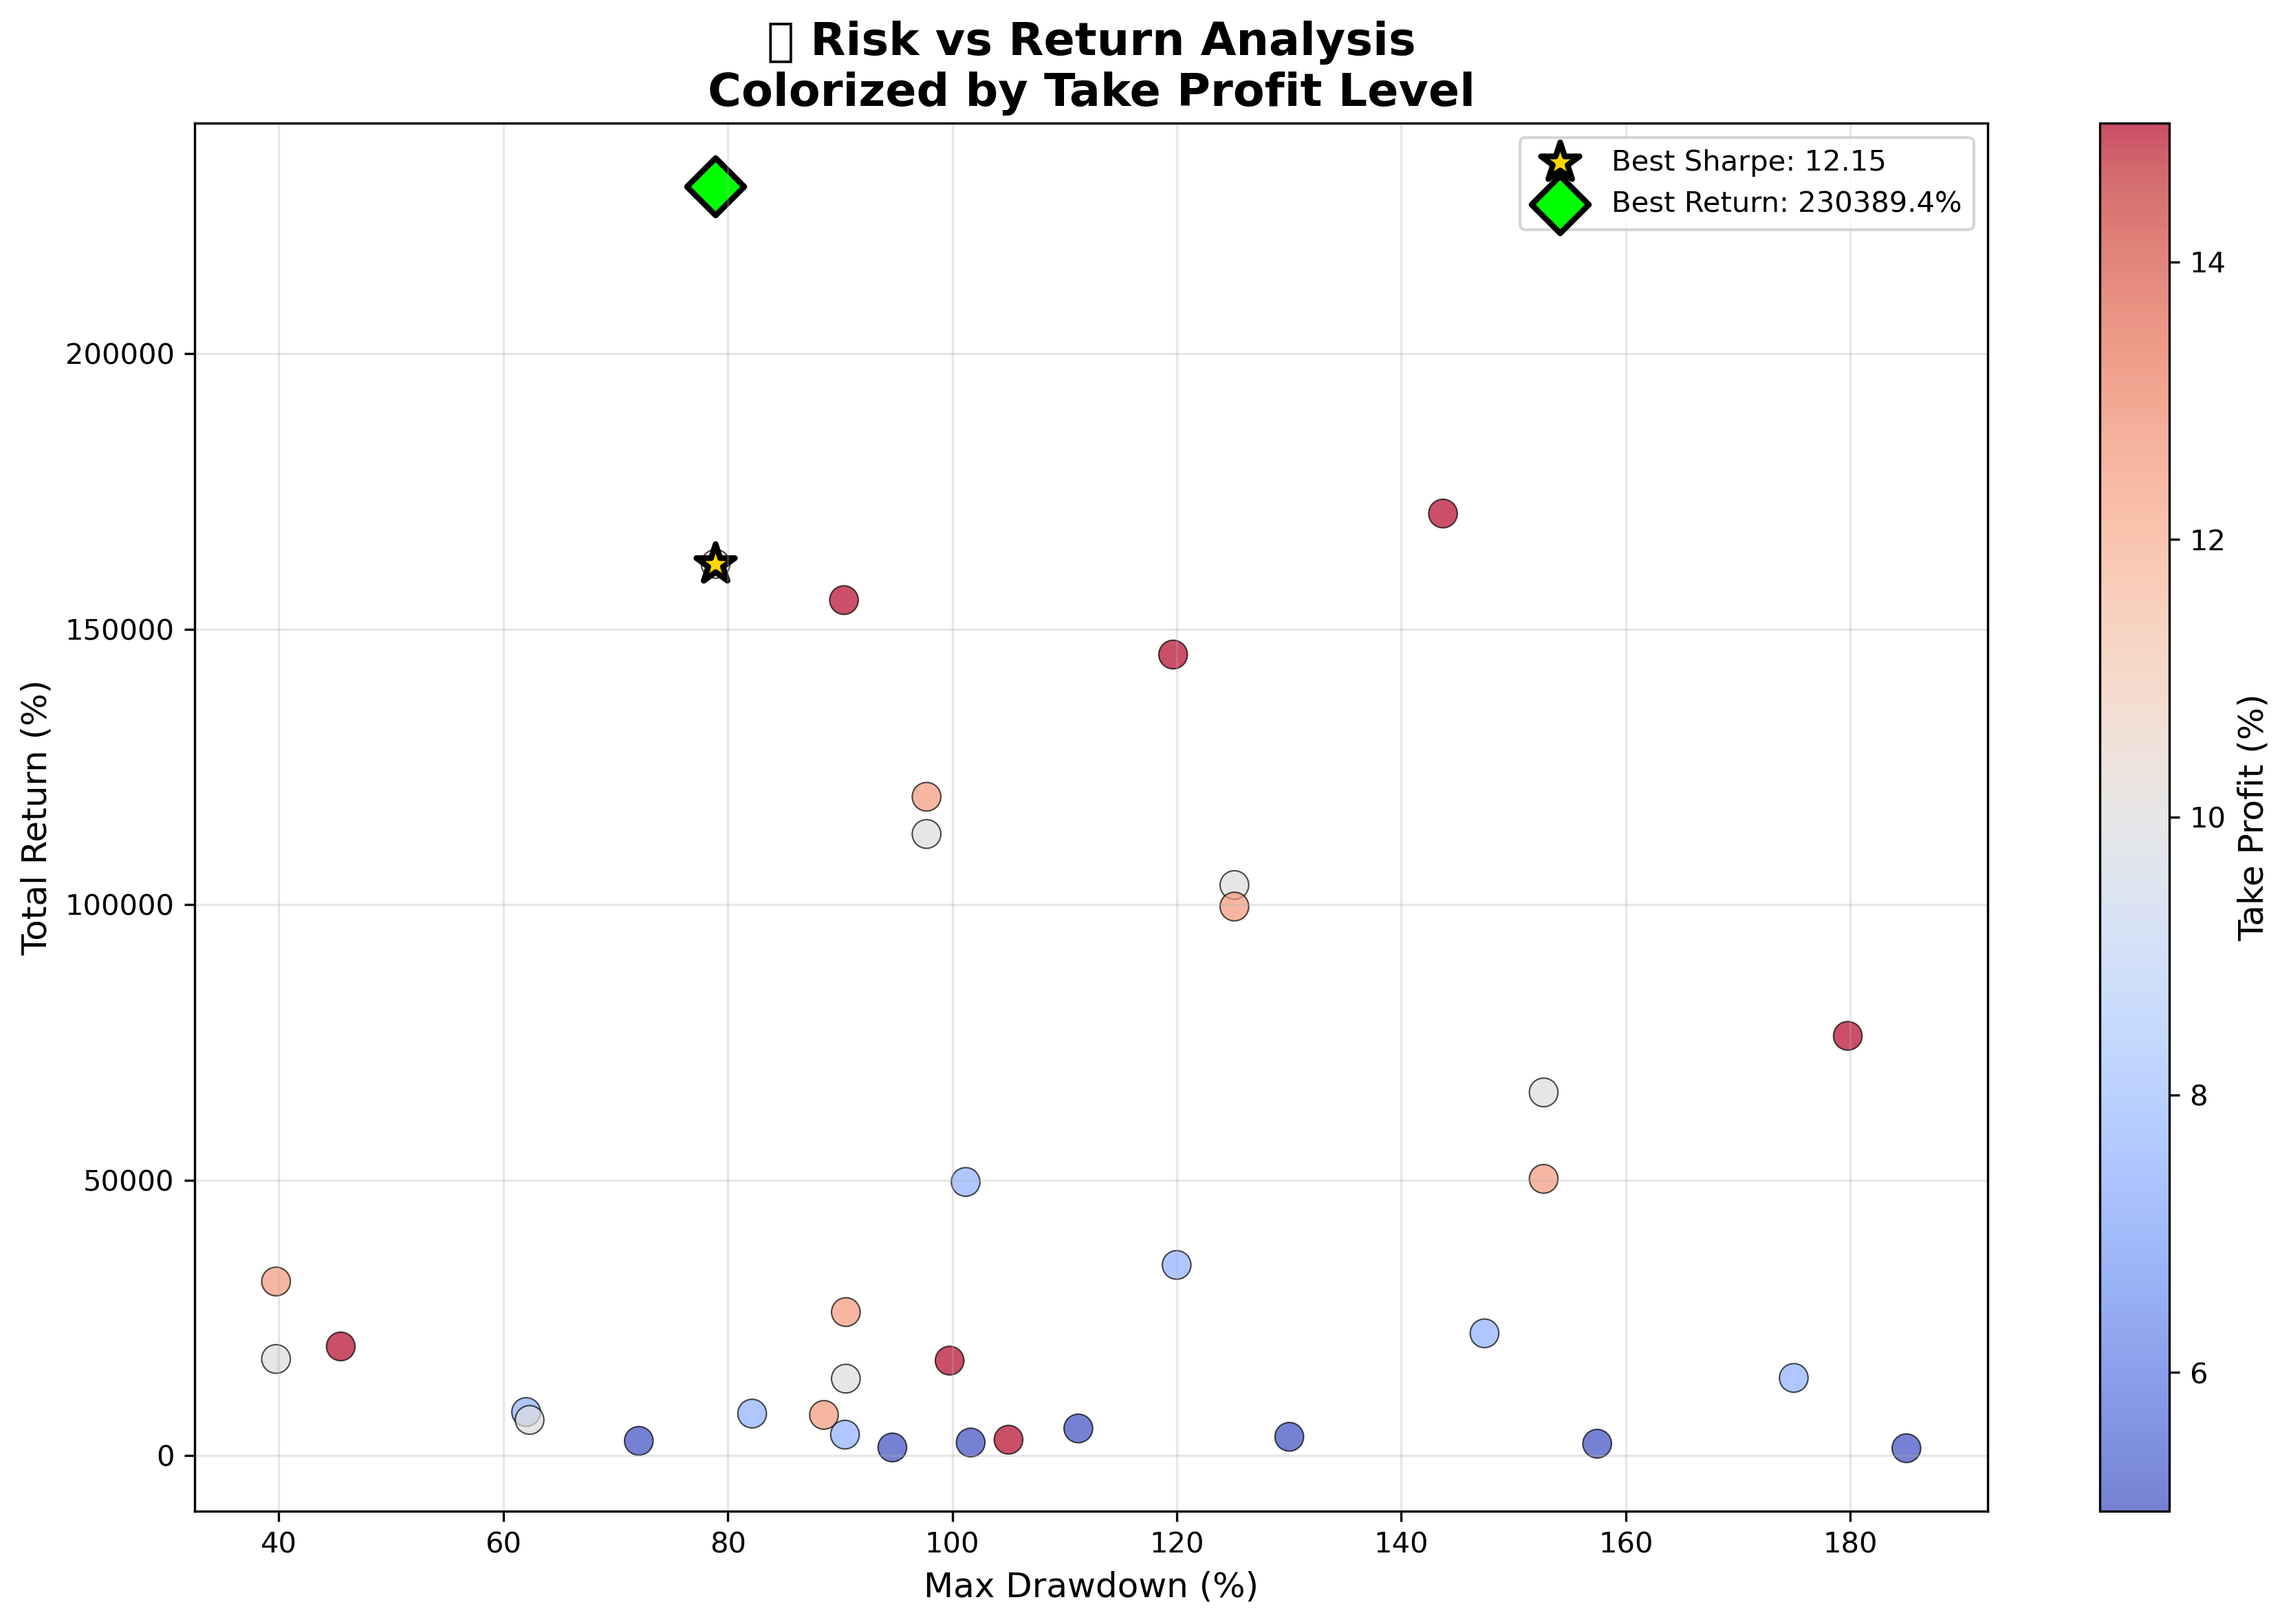 Risk vs Return Analysis
Colorized by Take Profit Level
Best Sharpe: 12.15
Best Return: 230389.4%
Total Return (%)
200000
150000
100000
50000
0
40 60 80 100 120 140 160 180
Max Drawdown (%)
14
12
10
8
6
Take Profit (%)